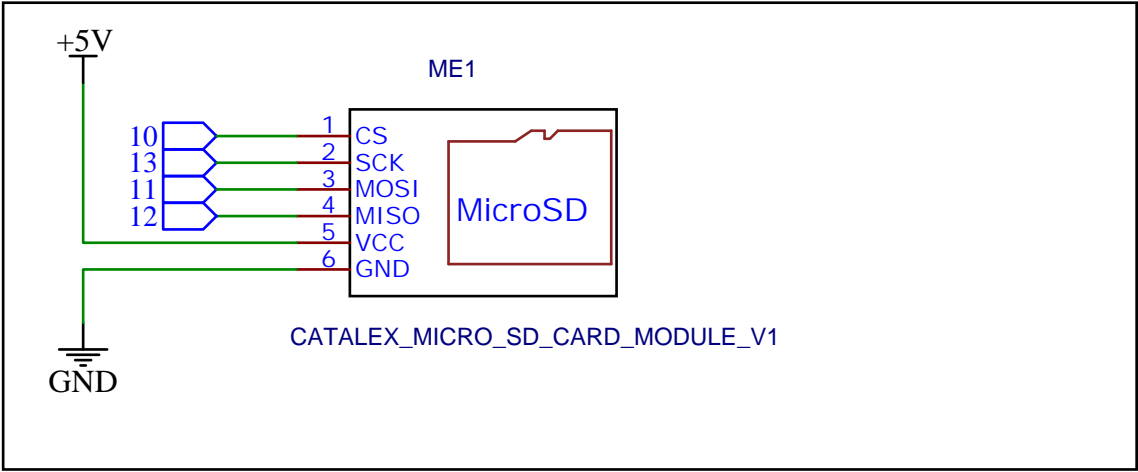 +5V
ME1
10 1 CS
13 2 SCK
11 3 MOSI
12 4 MISO
MicroSD
5 VCC
6 GND
CATALEX_MICRO_SD_CARD_MODULE_V1
GND